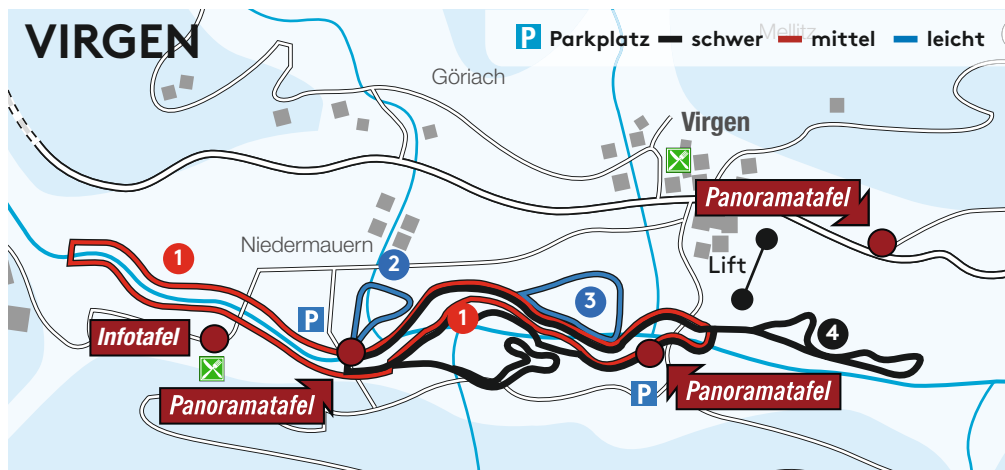 VIRGEN
P Parkplatz schwer mittel leicht
Mellitz
Göriach
Virgen
Panoramatafel
Niedermauern
2
1
Lift
3
P
1
4
Infotafel
P
Panoramatafel
Panoramatafel